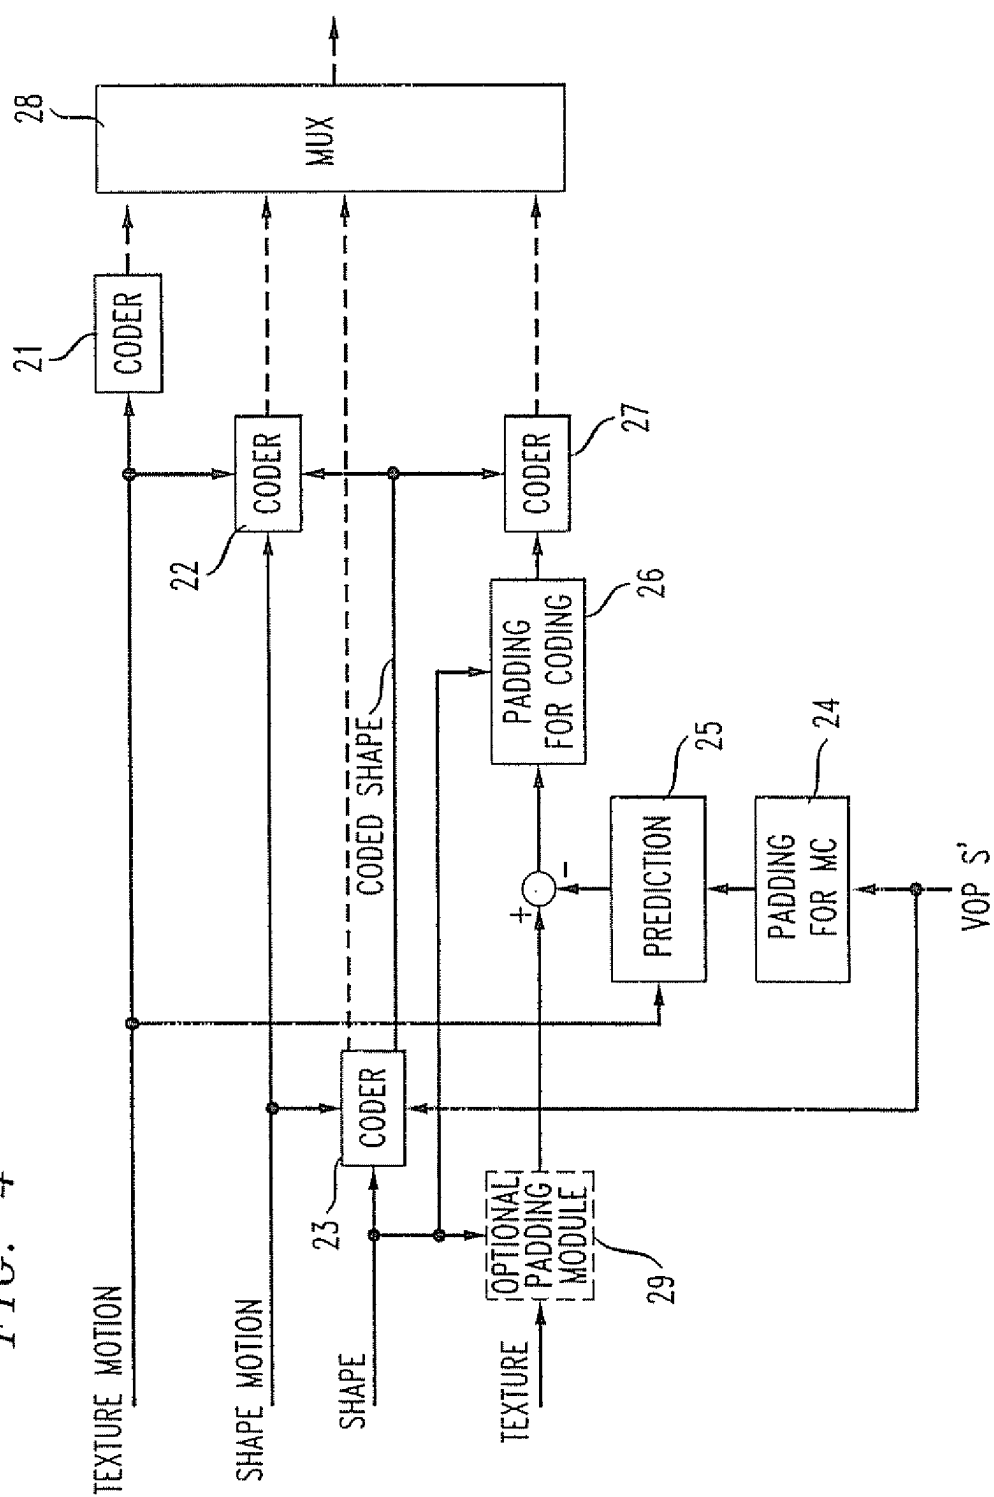 FIG. 4
TEXTURE MOTION
SHAPE MOTION
SHAPE
TEXTURE
21
CODER
22
CODER
23
CODER
CODED SHAPE
OPTIONAL
PADDING
MODULE
29
+
-
PADDING
FOR CODING
26
CODER
27
PREDICTION
25
PADDING
FOR MC
24
VOP S'
28
MUX